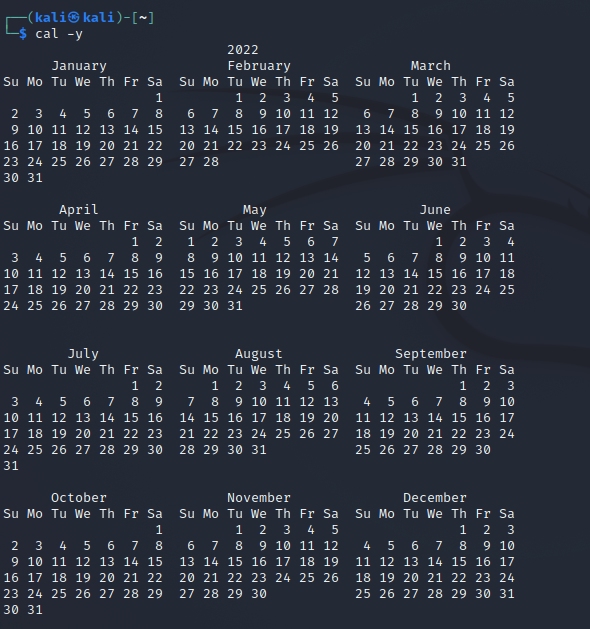 ┌──(kali㉿kali)-[~]
└─$ cal -y
                            2022
      January               February                 March
Su Mo Tu We Th Fr Sa  Su Mo Tu We Th Fr Sa  Su Mo Tu We Th Fr Sa
                   1         1  2  3  4  5         1  2  3  4  5
 2  3  4  5  6  7  8   6  7  8  9 10 11 12   6  7  8  9 10 11 12
 9 10 11 12 13 14 15  13 14 15 16 17 18 19  13 14 15 16 17 18 19
16 17 18 19 20 21 22  20 21 22 23 24 25 26  20 21 22 23 24 25 26
23 24 25 26 27 28 29  27 28                 27 28 29 30 31
30 31
       April                  May                   June
Su Mo Tu We Th Fr Sa  Su Mo Tu We Th Fr Sa  Su Mo Tu We Th Fr Sa
                1  2   1  2  3  4  5  6  7            1  2  3  4
 3  4  5  6  7  8  9   8  9 10 11 12 13 14   5  6  7  8  9 10 11
10 11 12 13 14 15 16  15 16 17 18 19 20 21  12 13 14 15 16 17 18
17 18 19 20 21 22 23  22 23 24 25 26 27 28  19 20 21 22 23 24 25
24 25 26 27 28 29 30  29 30 31              26 27 28 29 30
        July                 August              September
Su Mo Tu We Th Fr Sa  Su Mo Tu We Th Fr Sa  Su Mo Tu We Th Fr Sa
                1  2      1  2  3  4  5  6               1  2  3
 3  4  5  6  7  8  9   7  8  9 10 11 12 13   4  5  6  7  8  9 10
10 11 12 13 14 15 16  14 15 16 17 18 19 20  11 12 13 14 15 16 17
17 18 19 20 21 22 23  21 22 23 24 25 26 27  18 19 20 21 22 23 24
24 25 26 27 28 29 30  28 29 30 31           25 26 27 28 29 30
31
      October               November              December
Su Mo Tu We Th Fr Sa  Su Mo Tu We Th Fr Sa  Su Mo Tu We Th Fr Sa
                   1         1  2  3  4  5               1  2  3
 2  3  4  5  6  7  8   6  7  8  9 10 11 12   4  5  6  7  8  9 10
 9 10 11 12 13 14 15  13 14 15 16 17 18 19  11 12 13 14 15 16 17
16 17 18 19 20 21 22  20 21 22 23 24 25 26  18 19 20 21 22 23 24
23 24 25 26 27 28 29  27 28 29 30           25 26 27 28 29 30 31
30 31